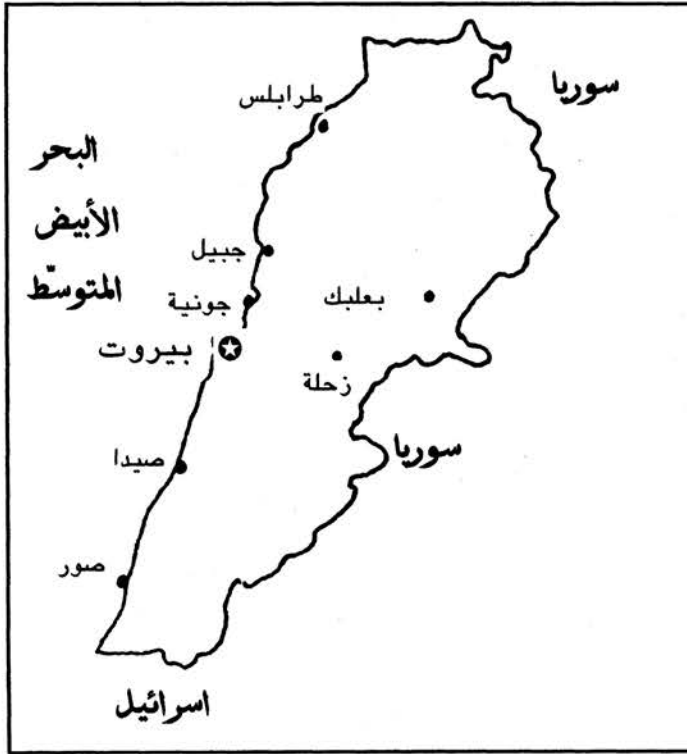 سوريا
طرابلس
البحر
الأبيض
المتوسّط
جبيل
جونية
بعلبك
بيروت
زحلة
سوريا
صيدا
صور
اسرائيل